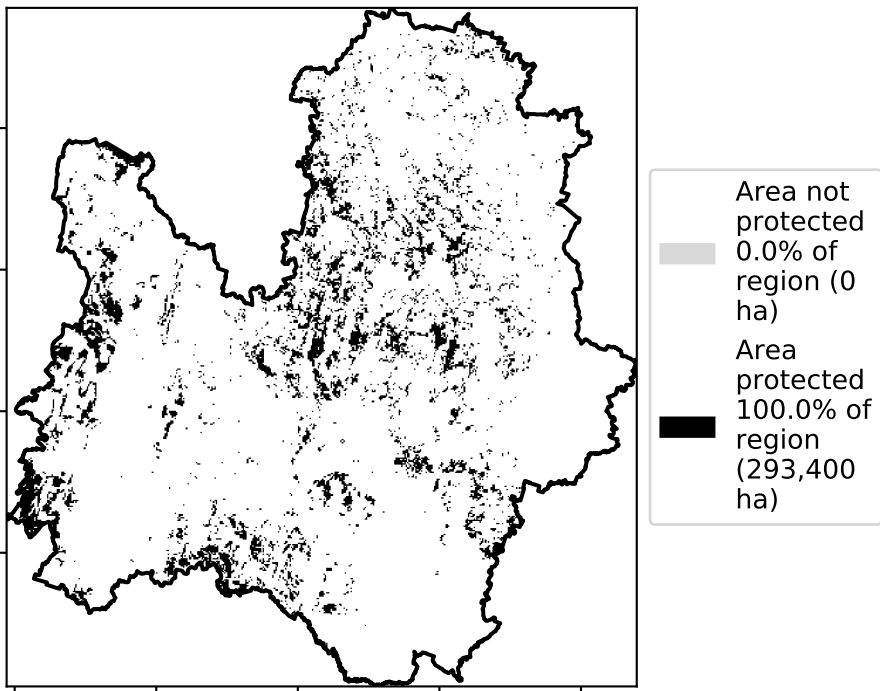 Area not
protected
0.0% of
region (0
ha)
Area
protected
100.0% of
region
(293,400
ha)